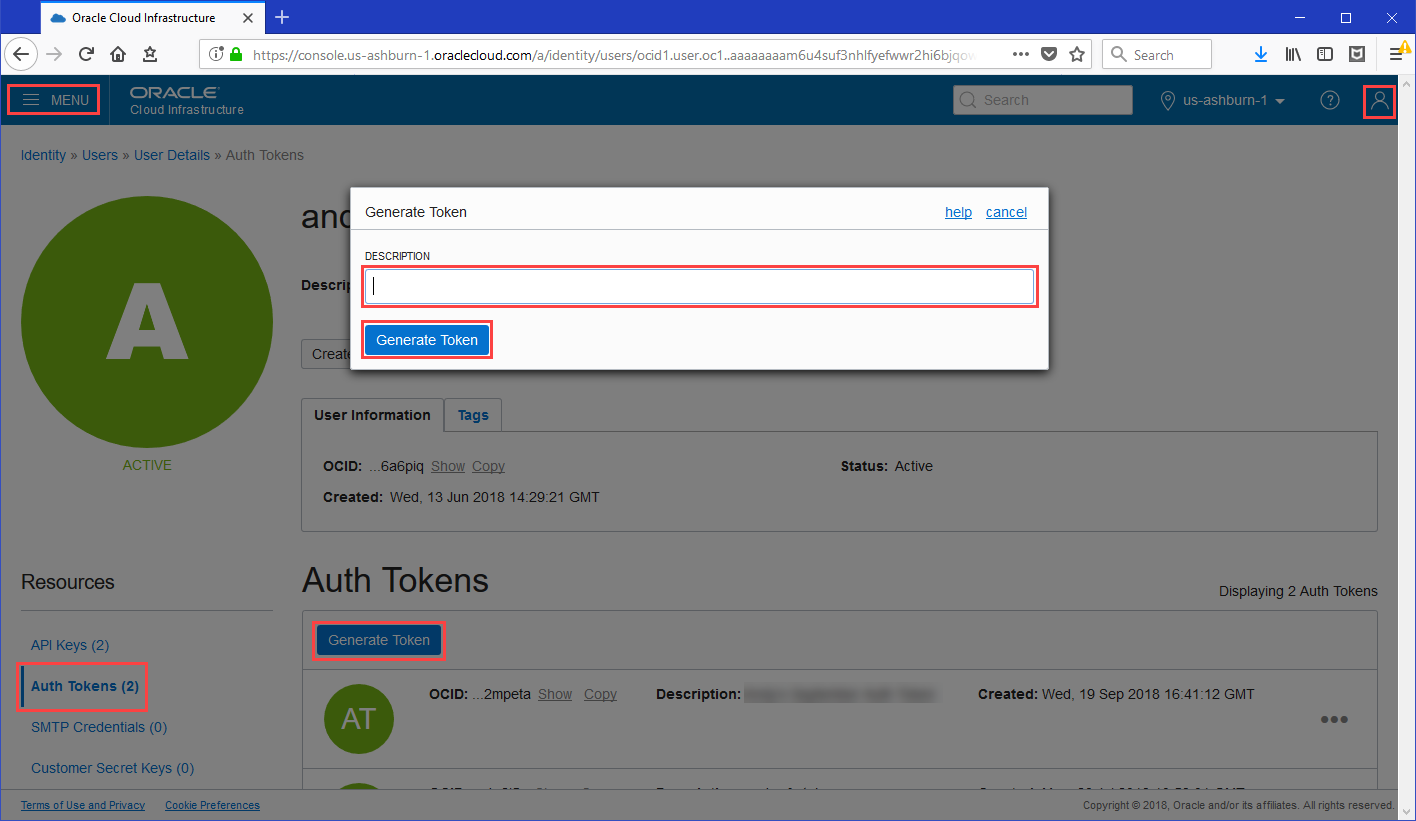 Oracle Cloud Infrastructure
https://console.us-ashburn-1.oraclecloud.com/a/identity/users/ocid1.user.oc1..aaaaaaaam6u4suf3nhlfyefwwr2hi6bjqow
Search
MENU
ORACLE
Cloud Infrastructure
Search
us-ashburn-1
?
Identity » Users » User Details » Auth Tokens
A
ACTIVE
Generate Token
help cancel
DESCRIPTION
Generate Token
User Information Tags
OCID: ...6a6piq Show Copy
Status: Active
Created: Wed, 13 Jun 2018 14:29:21 GMT
Resources
API Keys (2)
Auth Tokens (2)
SMTP Credentials (0)
Customer Secret Keys (0)
Auth Tokens
Displaying 2 Auth Tokens
Generate Token
AT
OCID: ...2mpeta Show Copy
Description:
Created: Wed, 19 Sep 2018 16:41:12 GMT
Terms of Use and Privacy Cookie Preferences
Copyright © 2018, Oracle and/or its affiliates. All rights reserved.